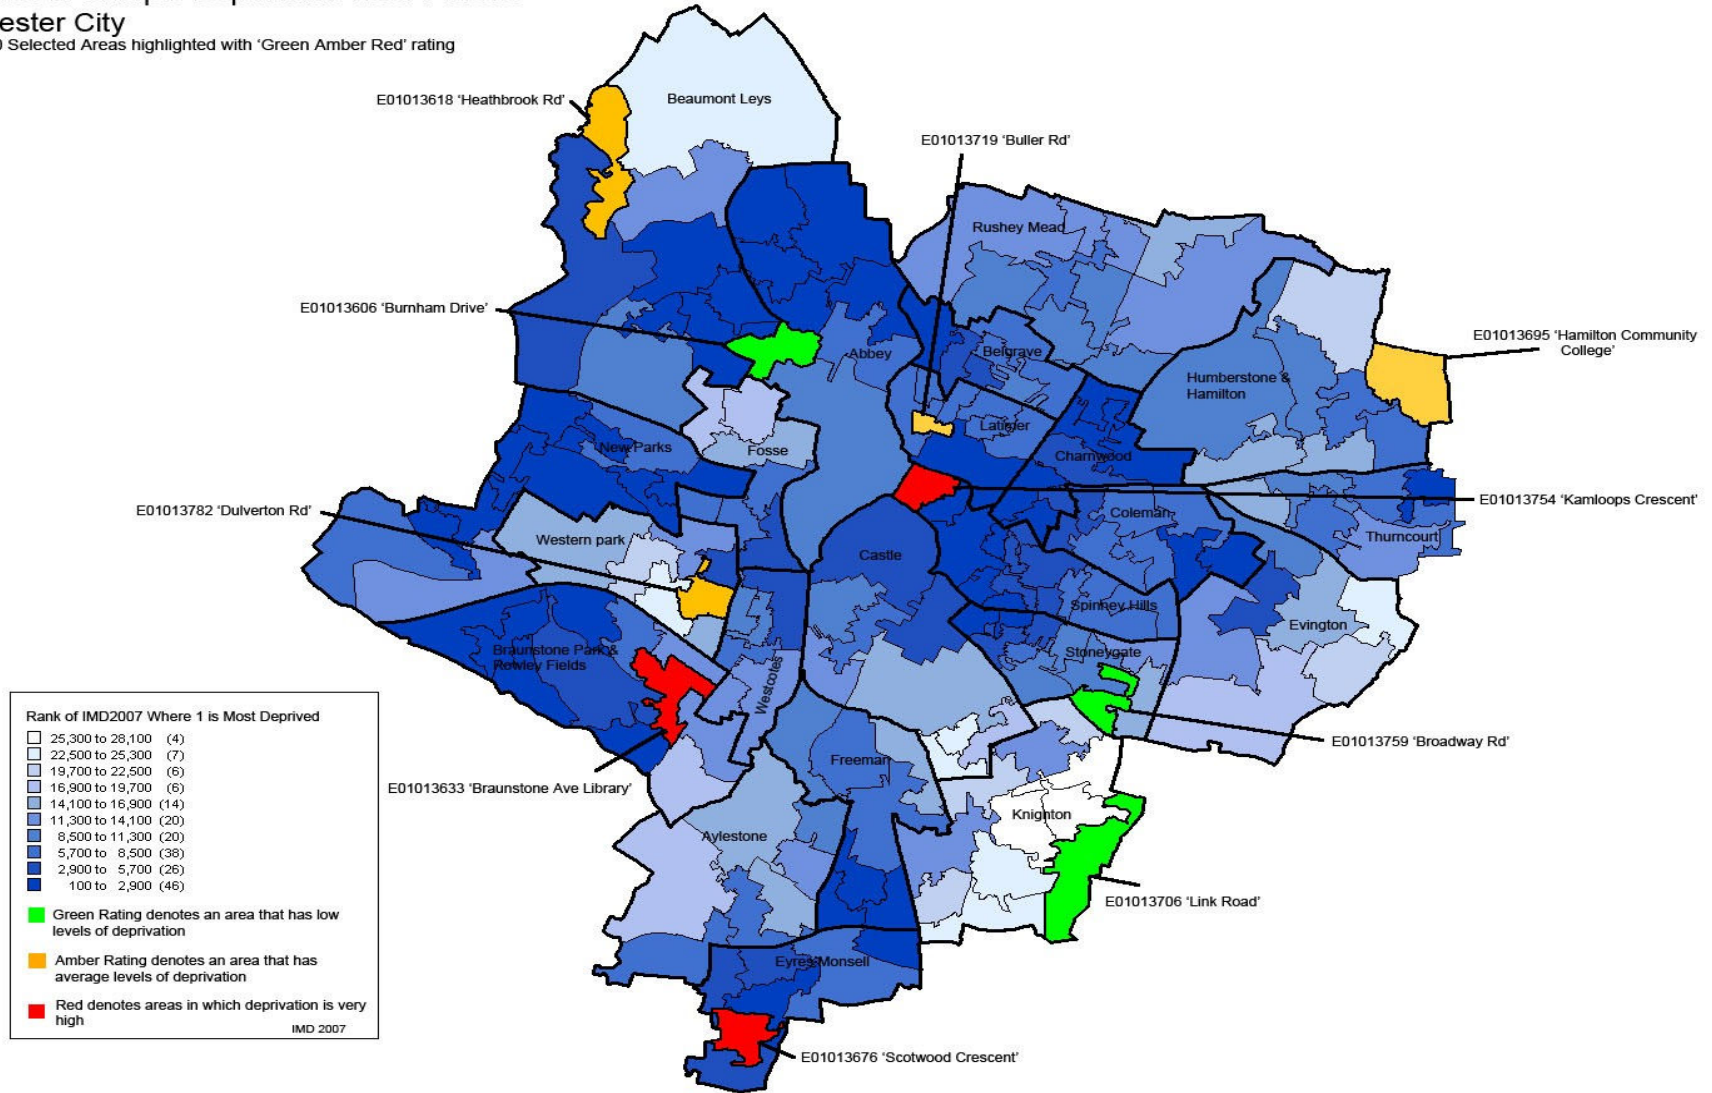 ester City
Selected Areas highlighted with ‘Green Amber Red’ rating
E01013618 ‘Heathbrook Rd’
Beaumont Leys
E01013719 ‘Buller Rd’
Rushey Mead
E01013606 ‘Burnham Drive’
E01013695 ‘Hamilton Community
College’
Abbey
Belgrave
Humberstone &
Hamilton
Latimer
New Parks
Fosse
Charnwood
E01013754 ‘Kamloops Crescent’
E01013782 ‘Dulverton Rd’
Coleman
Western park
Thurncourt
Castle
Spinney Hills
Evington
Braunstone Park &
Rowley Fields
Stoneygate
Westcotes
E01013759 ‘Broadway Rd’
Freeman
E01013633 ‘Braunstone Ave Library’
Knighton
Aylestone
E01013706 ‘Link Road’
Eyres Monsell
E01013676 ‘Scotwood Crescent’
Rank of IMD2007 Where 1 is Most Deprived
25,300 to 28,100 (4)
22,500 to 25,300 (7)
19,700 to 22,500 (6)
16,900 to 19,700 (6)
14,100 to 16,900 (14)
11,300 to 14,100 (20)
8,500 to 11,300 (20)
5,700 to 8,500 (38)
2,900 to 5,700 (26)
100 to 2,900 (46)
Green Rating denotes an area that has low
levels of deprivation
Amber Rating denotes an area that has
average levels of deprivation
Red denotes areas in which deprivation is very
high
IMD 2007